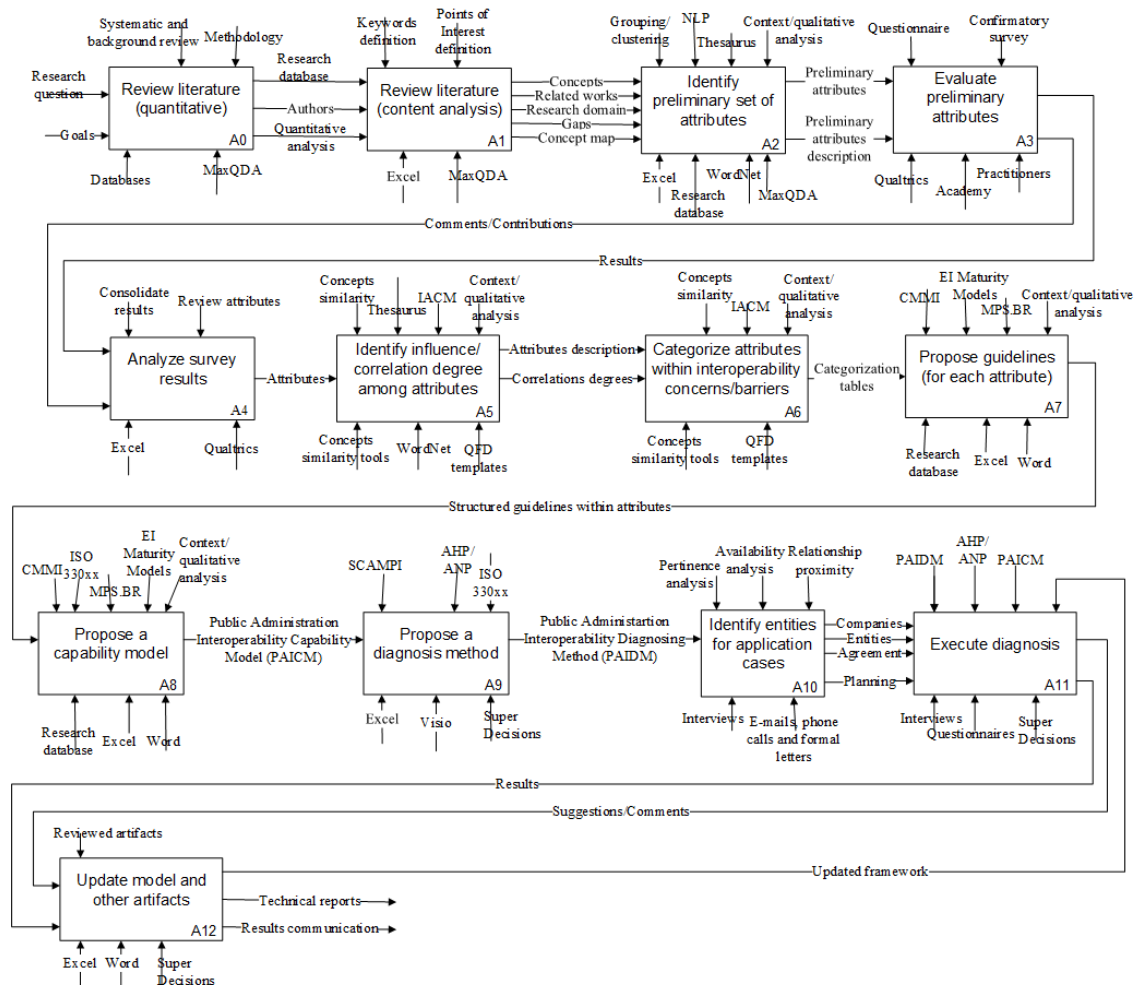 Systematic and
background review
Methodology
Research
question
Goals
Review literature
(quantitative)
A0
Databases
MaxQDA
Research
database
Authors
Quantitative
analysis
Keywords
definition
Points of
Interest
definition
Review literature
(content analysis)
A1
Excel
MaxQDA
Concepts
Related works
Research domain
Gaps
Concept map
Grouping/
clustering
NLP
Thesaurus
Context/qualitative
analysis
Identify
preliminary set of
attributes
A2
Excel
Research
database
WordNet
MaxQDA
Preliminary
attributes
Preliminary
attributes
description
Questionnaire
Confirmatory
survey
Evaluate
preliminary
attributes
A3
Qualtrics
Academy
Practitioners
Comments/Contributions
Results
Consolidate
results
Review attributes
Analyze survey
results
A4
Excel
Qualtrics
Attributes
Concepts
similarity
Thesaurus
IACM
Context/
qualitative
analysis
Identify influence/
correlation degree
among attributes
A5
Concepts
similarity tools
WordNet
QFD
templates
Attributes description
Correlations degrees
Concepts
similarity
IACM
Context/
qualitative
analysis
Categorize attributes
within interoperability
concerns/barriers
A6
Concepts
similarity tools
QFD
templates
Categorization
tables
CMMI
EI Maturity
Models
MPS.BR
Context/qualitative
analysis
Propose guidelines
(for each attribute)
A7
Research
database
Excel
Word
Structured guidelines within attributes
CMMI
ISO
330xx
MPS.BR
EI
Maturity
Models
Context/
qualitative
analysis
Propose a
capability model
A8
Research
database
Excel
Word
Public Administration
Interoperability Capability
Model (PAICM)
SCAMPI
AHP/
ANP
ISO
330xx
Propose a
diagnosis method
A9
Excel
Visio
Super
Decisions
Public Administartion
Interoperability Diagnosing
Method (PAIDM)
Pertinence
analysis
Availability
analysis
Relationship
proximity
Identify entities
for application
cases
A10
Interviews
E-mails, phone
calls and formal
letters
Companies
Entities
Agreement
Planning
PAIDM
AHP/
ANP
PAICM
Execute diagnosis
A11
Interviews
Questionnaires
Super
Decisions
Results
Suggestions/Comments
Reviewed artifacts
Update model and
other artifacts
A12
Excel
Word
Super
Decisions
Updated framework
Technical reports
Results communication